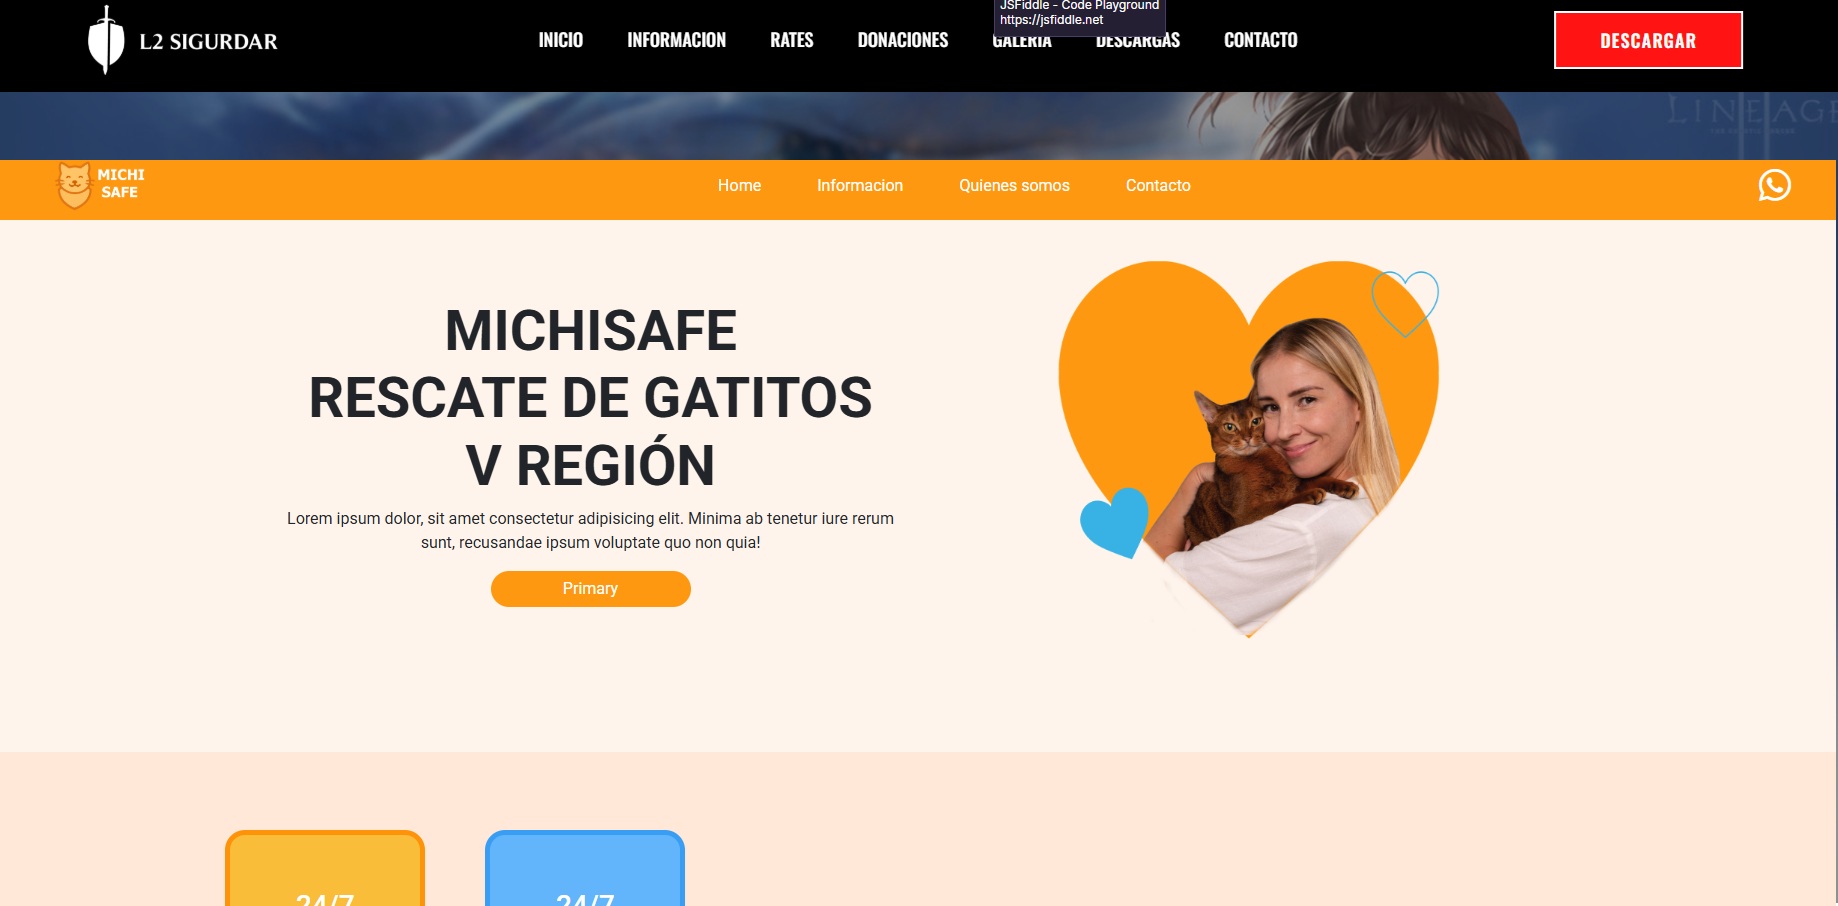 JSFiddle - Code Playground
https://jsfiddle.net
L2 SIGURDAR
INICIO
INFORMACION
RATES
DONACIONES
GALERIA
DESCARGAS
CONTACTO
DESCARGAR
LINEAGE
MICHI
SAFE
Home
Informacion
Quienes somos
Contacto
MICHISAFE
RESCATE DE GATITOS
V REGIÓN
Lorem ipsum dolor, sit amet consectetur adipisicing elit. Minima ab tenetur iure rerum
sunt, recusandae ipsum voluptate quo non quia!
Primary
24/7
24/7